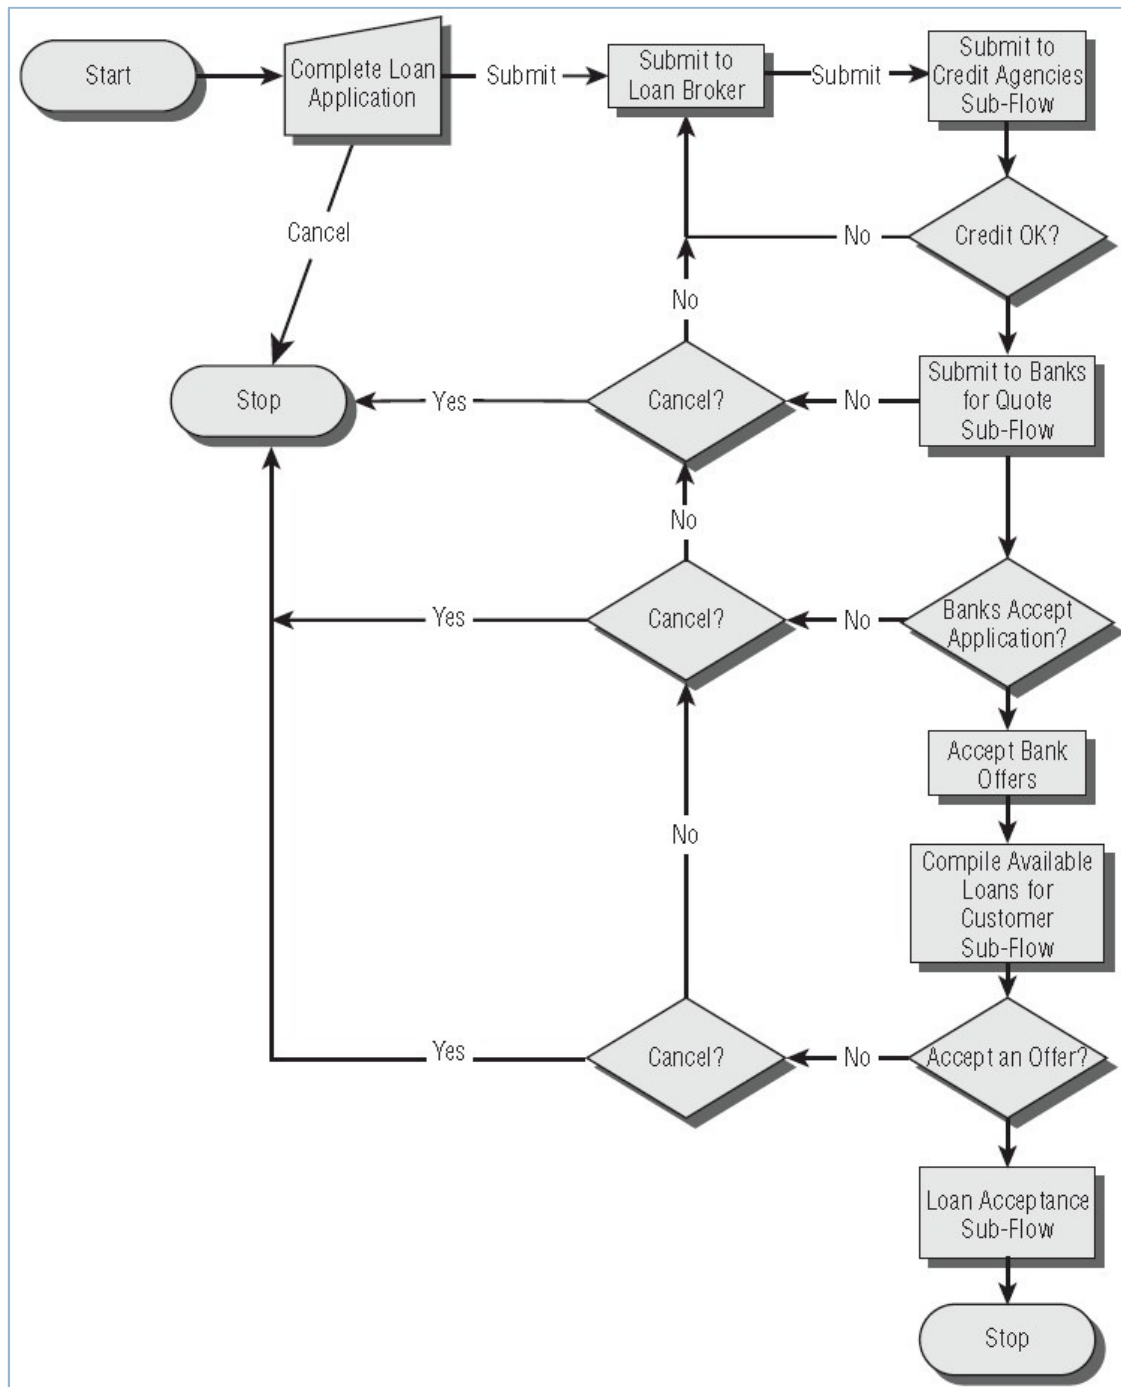 Start
Complete Loan
Application
Submit
Submit to
Loan Broker
Submit
Submit to
Credit Agencies
Sub-Flow
Cancel
No
Credit OK?
No
Stop
Yes
Cancel?
No
Submit to Banks
for Quote
Sub-Flow
No
Yes
Cancel?
No
Banks Accept
Application?
Accept Bank
Offers
No
Compile Available
Loans for
Customer
Sub-Flow
Yes
Cancel?
No
Accept an Offer?
Loan Acceptance
Sub-Flow
Stop